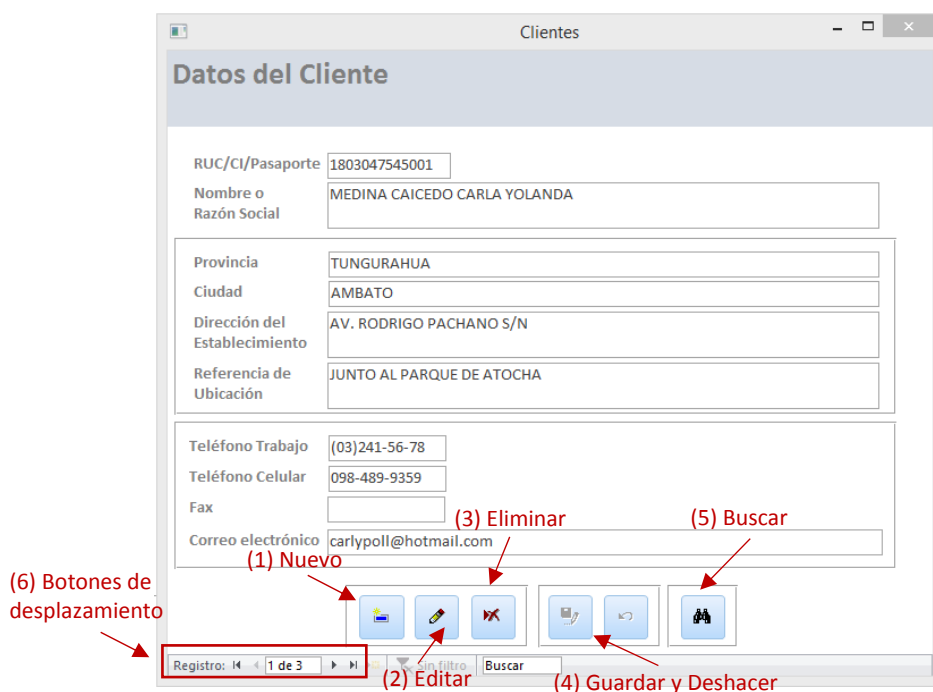 Clientes
Datos del Cliente
RUC/CI/Pasaporte 1803047545001
Nombre o
Razón Social
MEDINA CAICEDO CARLA YOLANDA
Provincia TUNGURAHUA
Ciudad AMBATO
Dirección del
Establecimiento
AV. RODRIGO PACHANO S/N
Referencia de
Ubicación
JUNTO AL PARQUE DE ATOCHA
Teléfono Trabajo (03)241-56-78
Teléfono Celular 098-489-9359
Fax
Correo electrónico carlypoll@hotmail.com
(3) Eliminar
(5) Buscar
(1) Nuevo
(6) Botones de
desplazamiento
Registro: 1 de 3 Sin filtro Buscar
(2) Editar
(4) Guardar y Deshacer